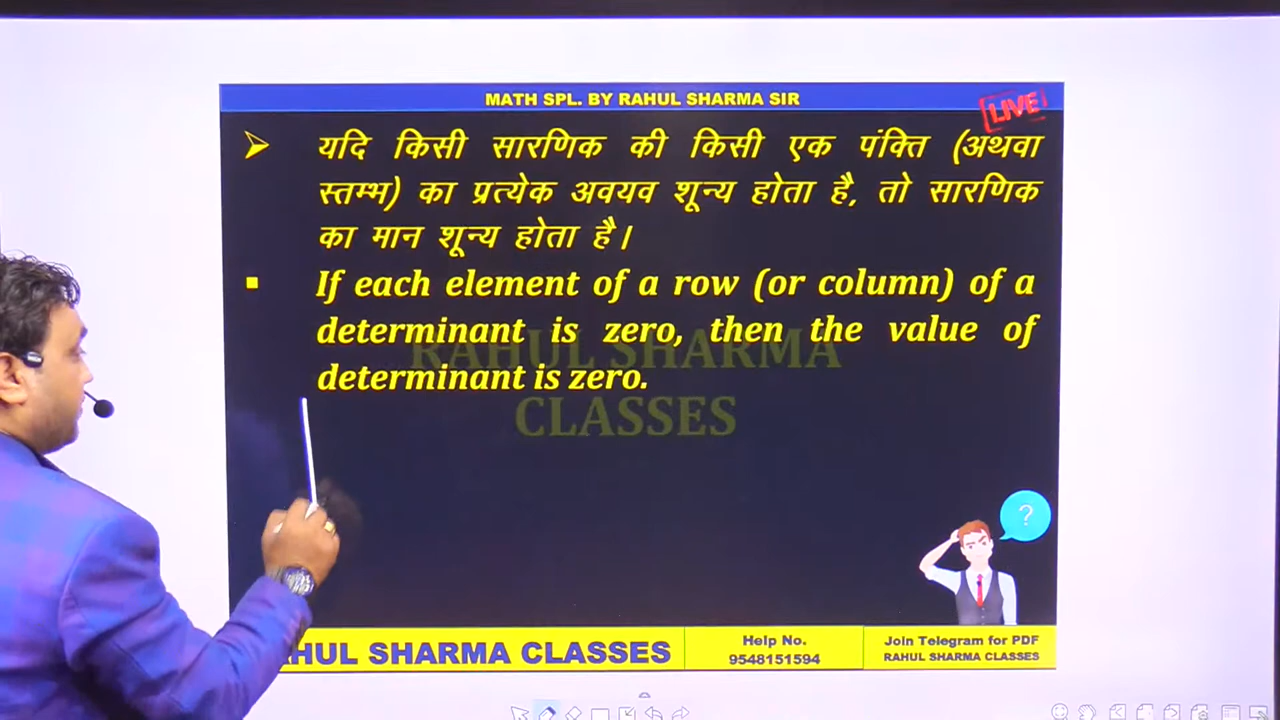 MATH SPL. BY RAHUL SHARMA SIR
LIVE
यदि किसी सारणिक की किसी एक पंक्ति (अथवा
स्तम्भ) का प्रत्येक अवयव शून्य होता है, तो सारणिक
का मान शून्य होता है।
If each element of a row (or column) of a
determinant is zero, then the value of
determinant is zero.
RAHUL SHARMA
CLASSES
?
HUL SHARMA CLASSES
Help No.
9548151594
Join Telegram for PDF
RAHUL SHARMA CLASSES